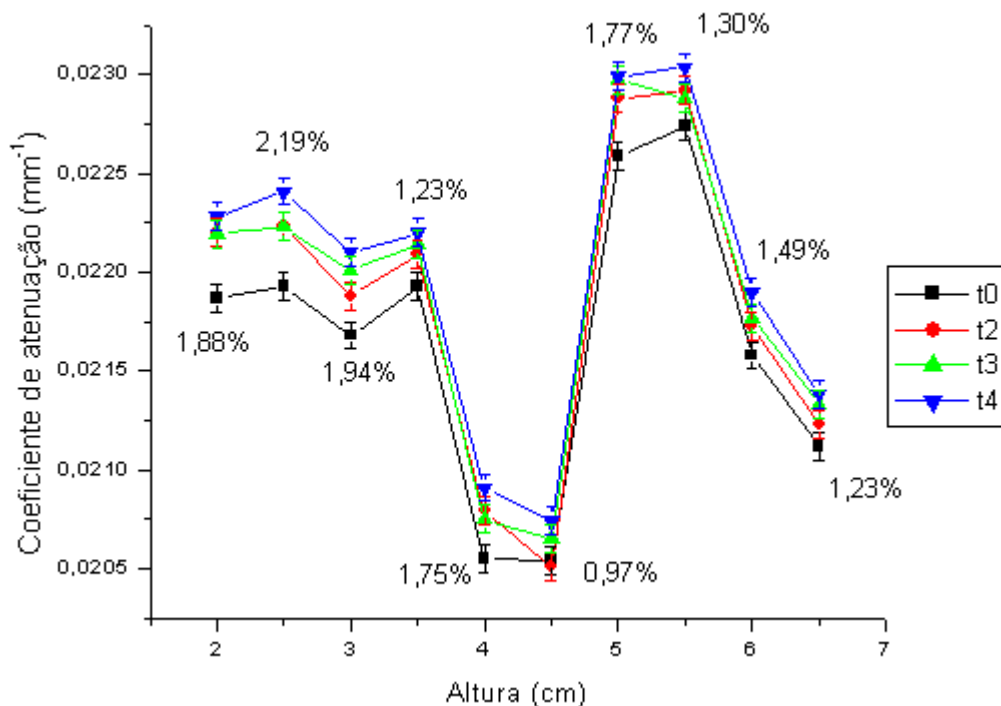 Coeficiente de atenuação (mm⁻¹)
0,0230
0,0225
0,0220
0,0215
0,0210
0,0205
1,88%
2,19%
1,94%
1,23%
1,75%
0,97%
1,77%
1,30%
1,49%
1,23%
t0
t2
t3
t4
2 3 4 5 6 7
Altura (cm)